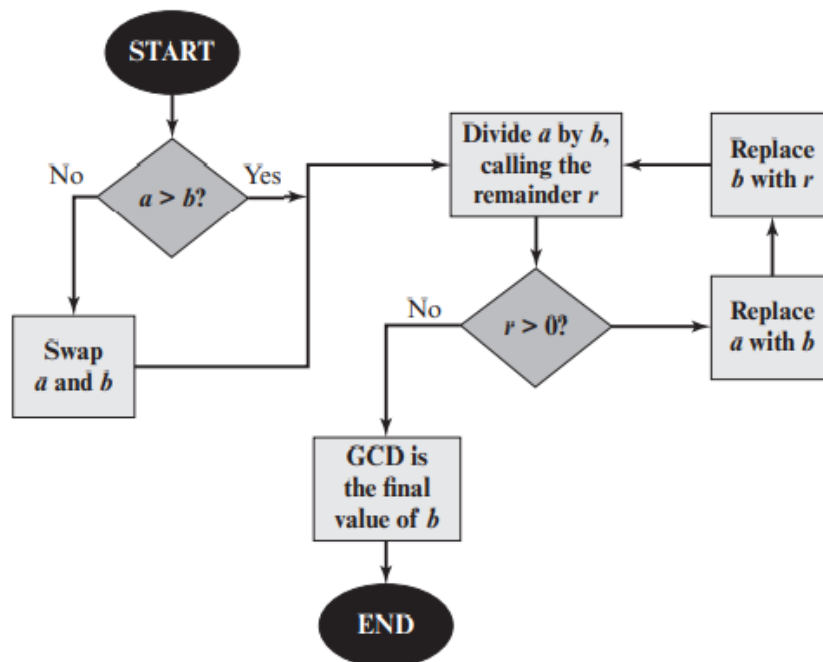 START
a > b?
No
Yes
Swap
a and b
Divide a by b,
calling the
remainder r
r > 0?
No
Replace
a with b
Replace
b with r
GCD is
the final
value of b
END